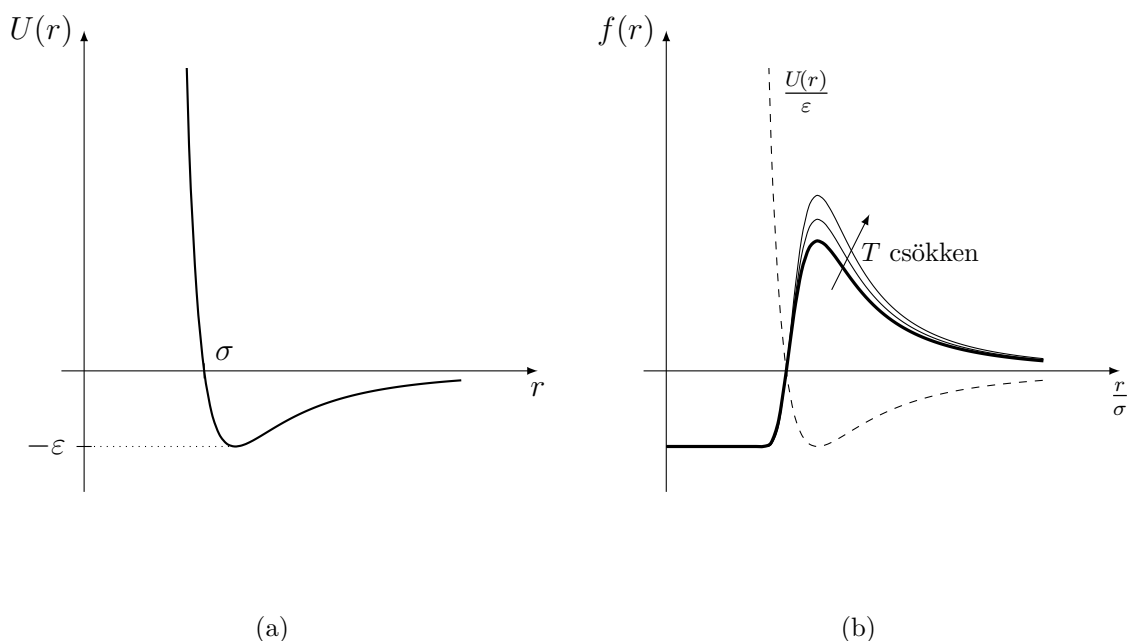 U(r)
σ
r
−ε
(a)
f(r)
U(r)
ε
T csökken
r
σ
(b)